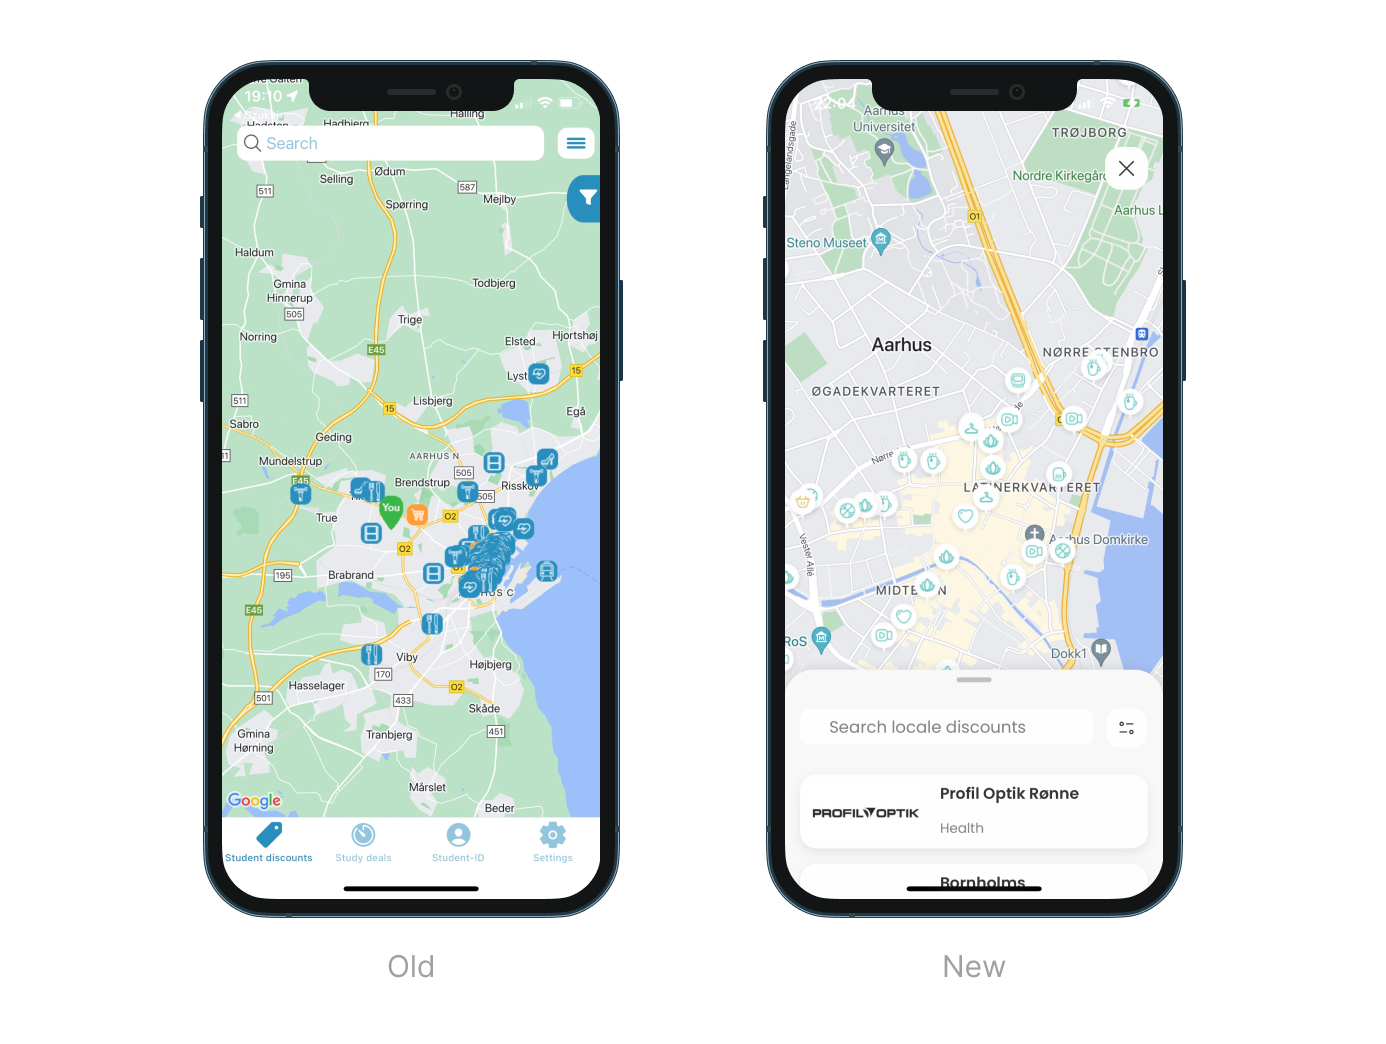 19:10
Hadbjerg
Halling
Search
Ødum
Selling
511
587
Mejlby
Spørring
Haldum
Todbjerg
Gmina
Hinnerup
505
Trige
Norring
Hjortshøj
Elsted
E45
15
Lyst
511
15
Lisbjerg
Egå
Sabro
Geding
AARHUS N
Mundelstrup
505
E45
Brendstrup
Risskov
505
You
True
O2
O2
Brabrand
195
E45
HUS C
Viby
Højbjerg
170
Hasselager
O2
501
433
Skåde
451
Gmina
Hørning
Tranbjerg
Mårslet
Google
Beder
Student discounts
Study deals
Student-ID
Settings
Old
22:04
Aarhus
Universitet
TRØJBORG
Langelandsgade
Nordre Kirkegård
Aarhus L
O1
Steno Museet
Aarhus
NØRRE STENBRO
ØGADEKVARTERET
Nørre
LATINERKVARTERET
Aarhus Domkirke
Vester Allé
MIDTBYEN
RoS
Dokk1
Search locale discounts
PROFIL OPTIK
Profil Optik Rønne
Health
Bornholms
New